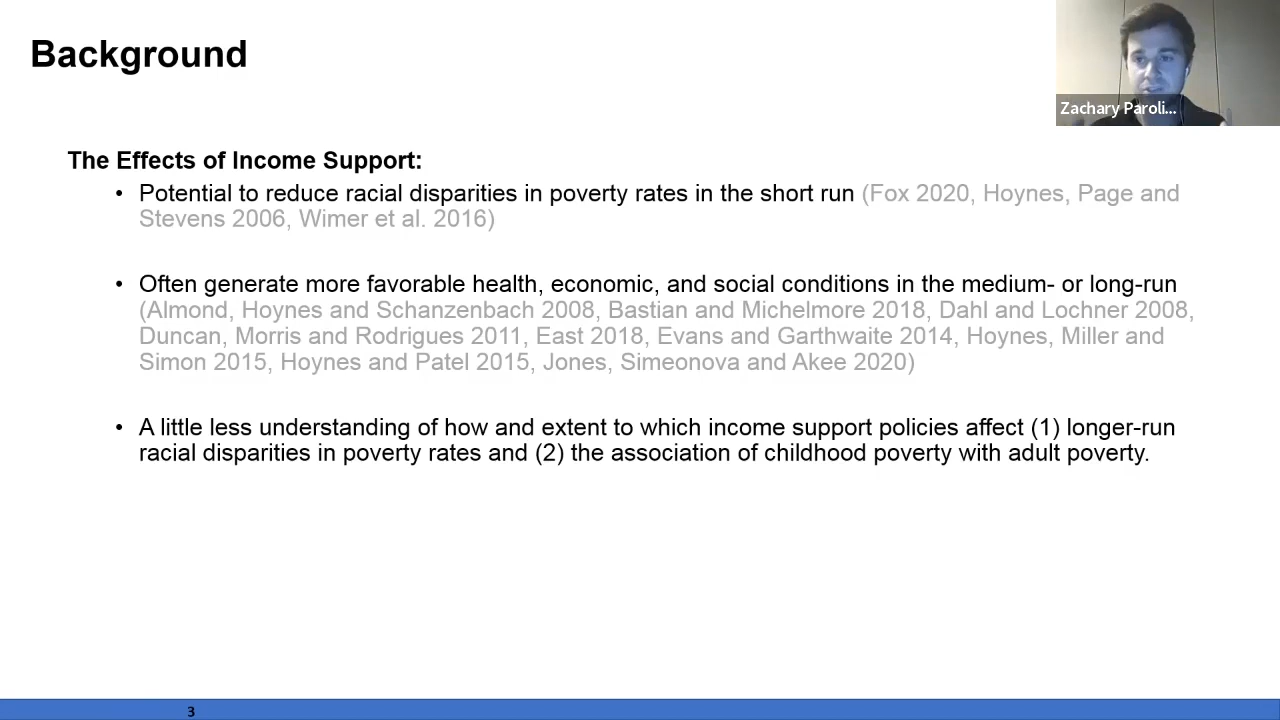 Background
Zachary Paroli...
The Effects of Income Support:
• Potential to reduce racial disparities in poverty rates in the short run (Fox 2020, Hoynes, Page and
Stevens 2006, Wimer et al. 2016)
• Often generate more favorable health, economic, and social conditions in the medium- or long-run
(Almond, Hoynes and Schanzenbach 2008, Bastian and Michelmore 2018, Dahl and Lochner 2008,
Duncan, Morris and Rodrigues 2011, East 2018, Evans and Garthwaite 2014, Hoynes, Miller and
Simon 2015, Hoynes and Patel 2015, Jones, Simeonova and Akee 2020)
• A little less understanding of how and extent to which income support policies affect (1) longer-run
racial disparities in poverty rates and (2) the association of childhood poverty with adult poverty.
3